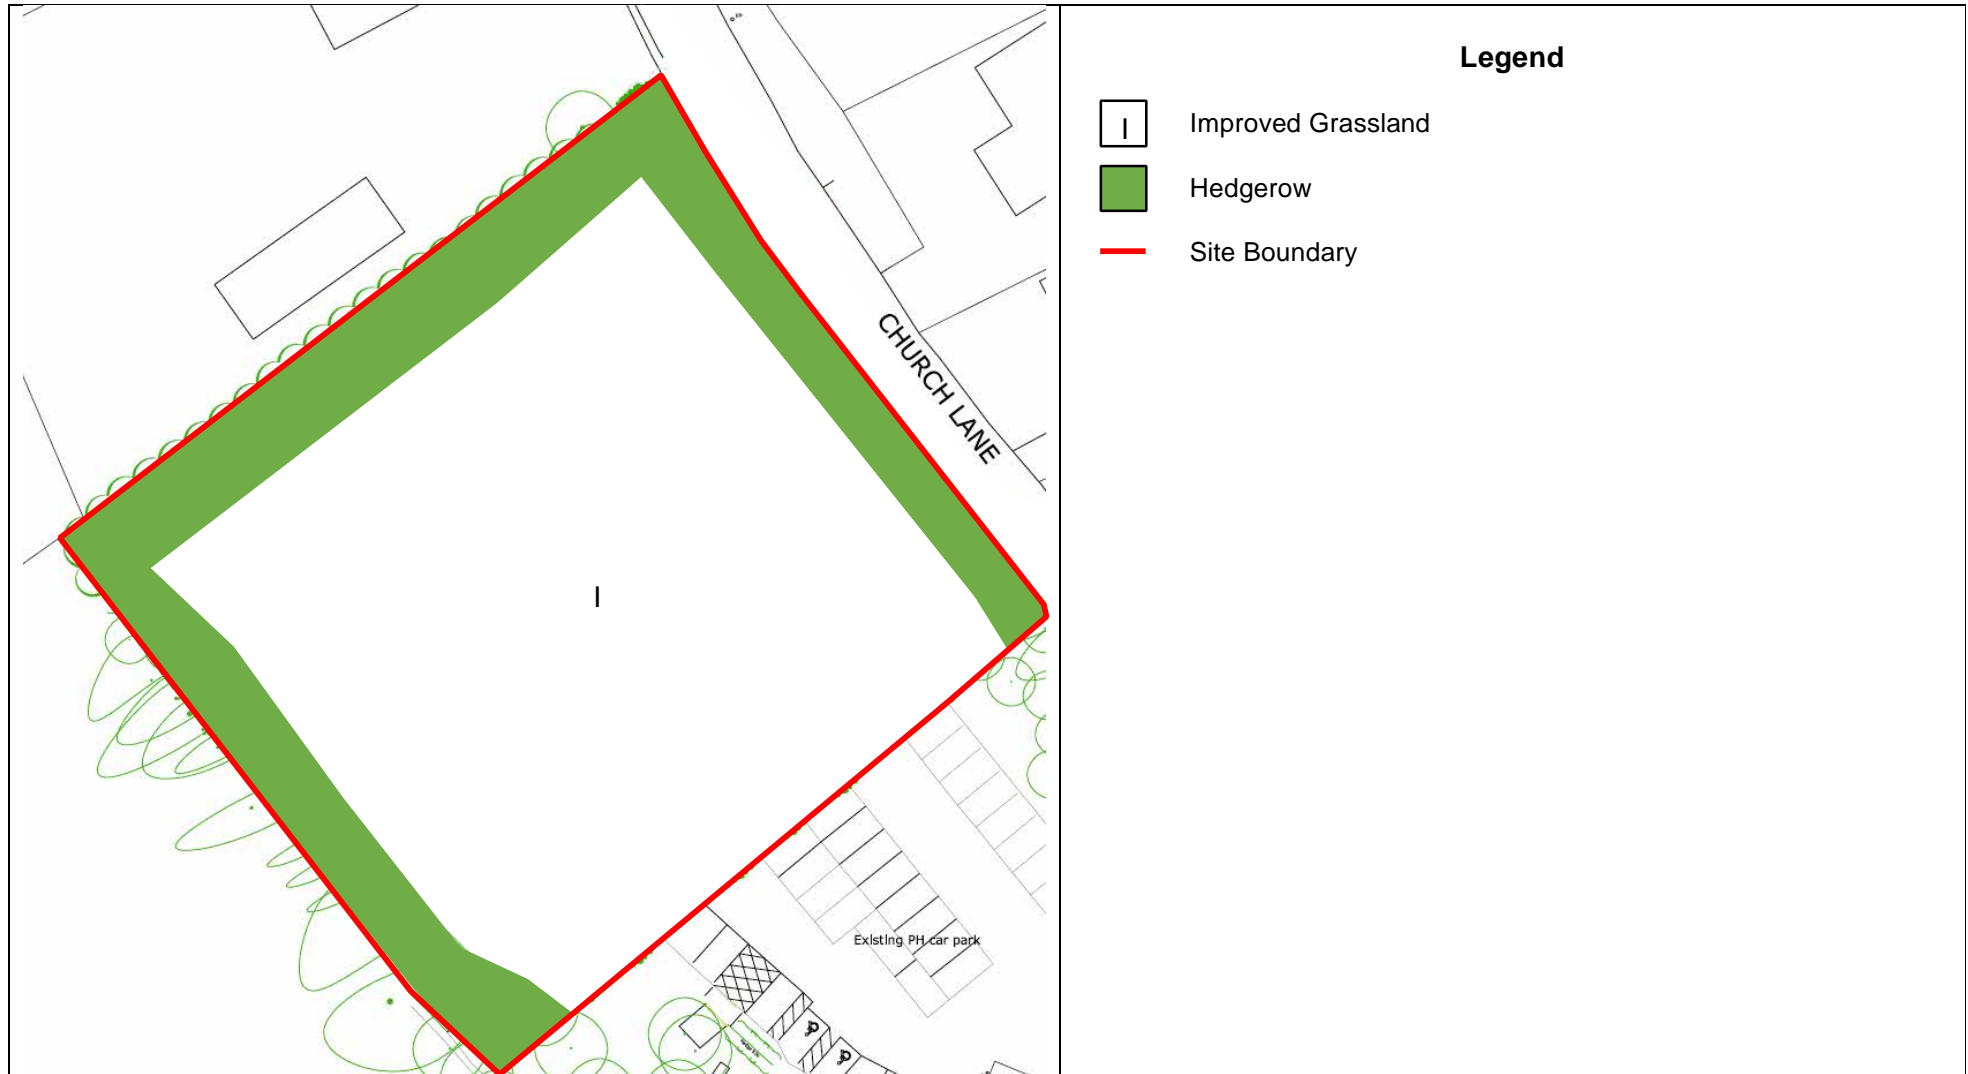 CHURCH LANE
I
Existing PH car park
Legend
I
Improved Grassland
Hedgerow
Site Boundary